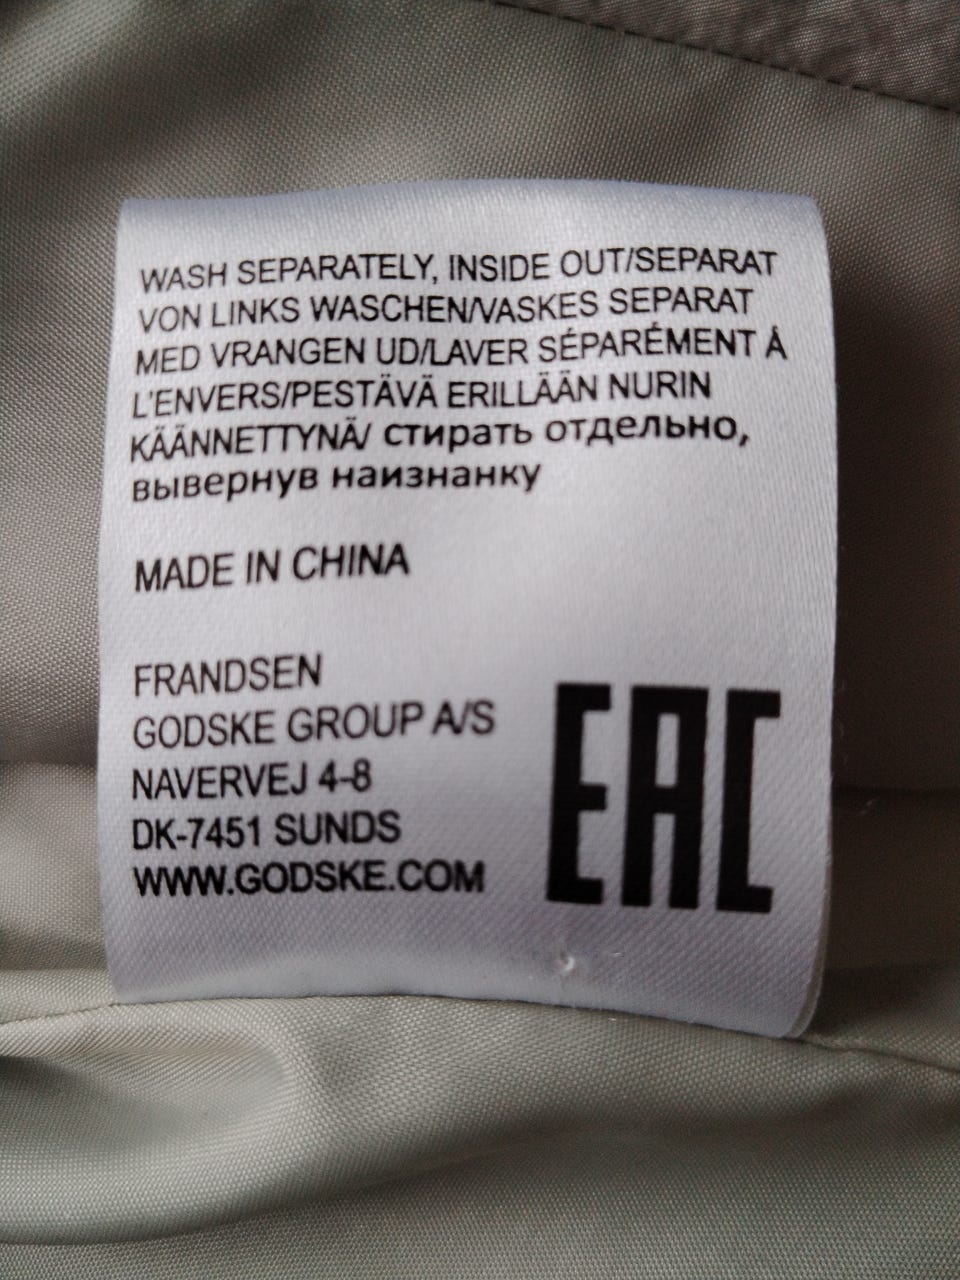 WASH SEPARATELY, INSIDE OUT/SEPARAT
VON LINKS WASCHEN/VASKES SEPARAT
MED VRANGEN UD/LAVER SÉPARÉMENT Á
L'ENVERS/PESTÄVÄ ERILLÄÄN NURIN
KÄÄNNETTYNÄ/ стирать отдельно,
вывернув наизнанку
MADE IN CHINA
FRANDSEN
GODSKE GROUP A/S
NAVERVEJ 4-8
DK-7451 SUNDS
WWW.GODSKE.COM
EAC